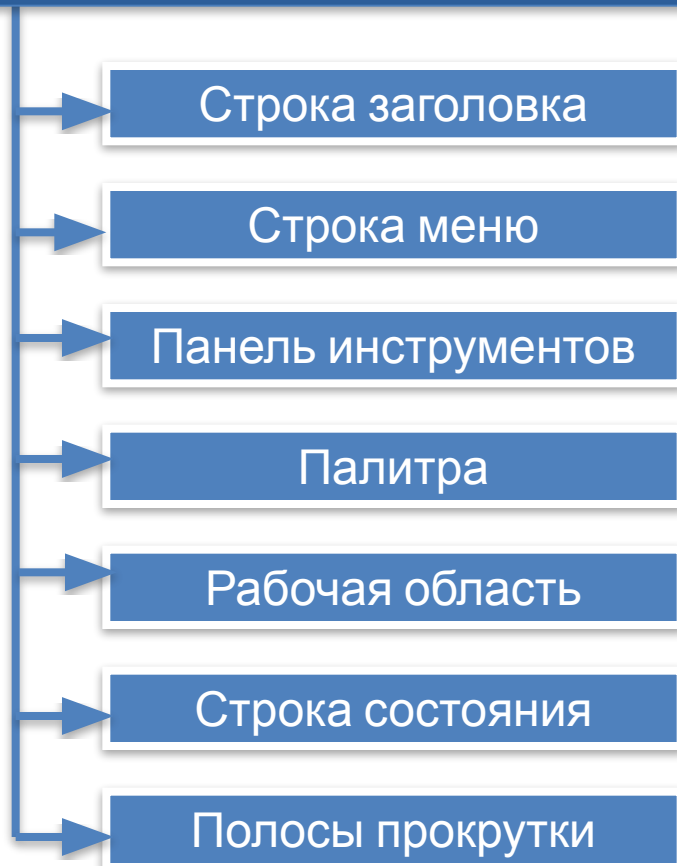 Строка заголовка
Строка меню
Панель инструментов
Палитра
Рабочая область
Строка состояния
Полосы прокрутки